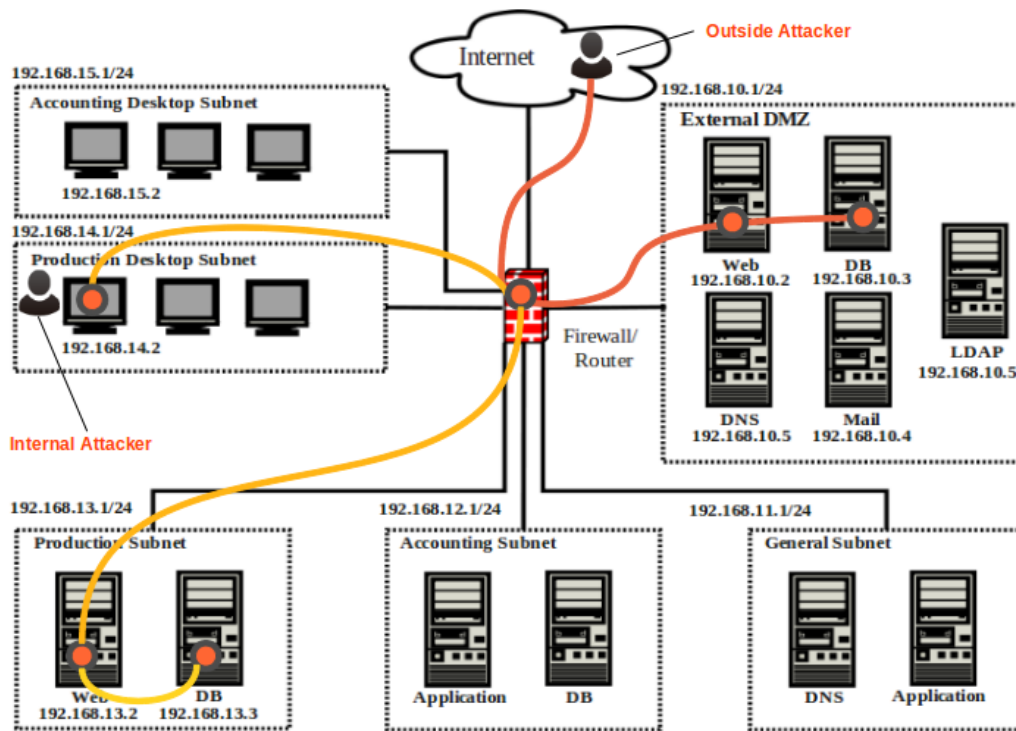 Internet
Outside Attacker
192.168.15.1/24
Accounting Desktop Subnet
192.168.15.2
192.168.14.1/24
Production Desktop Subnet
192.168.14.2
Internal Attacker
Firewall/
Router
192.168.10.1/24
External DMZ
Web
192.168.10.2
DB
192.168.10.3
LDAP
192.168.10.5
DNS
192.168.10.5
Mail
192.168.10.4
192.168.13.1/24
Production Subnet
Web
192.168.13.2
DB
192.168.13.3
192.168.12.1/24
Accounting Subnet
Application
DB
192.168.11.1/24
General Subnet
DNS
Application